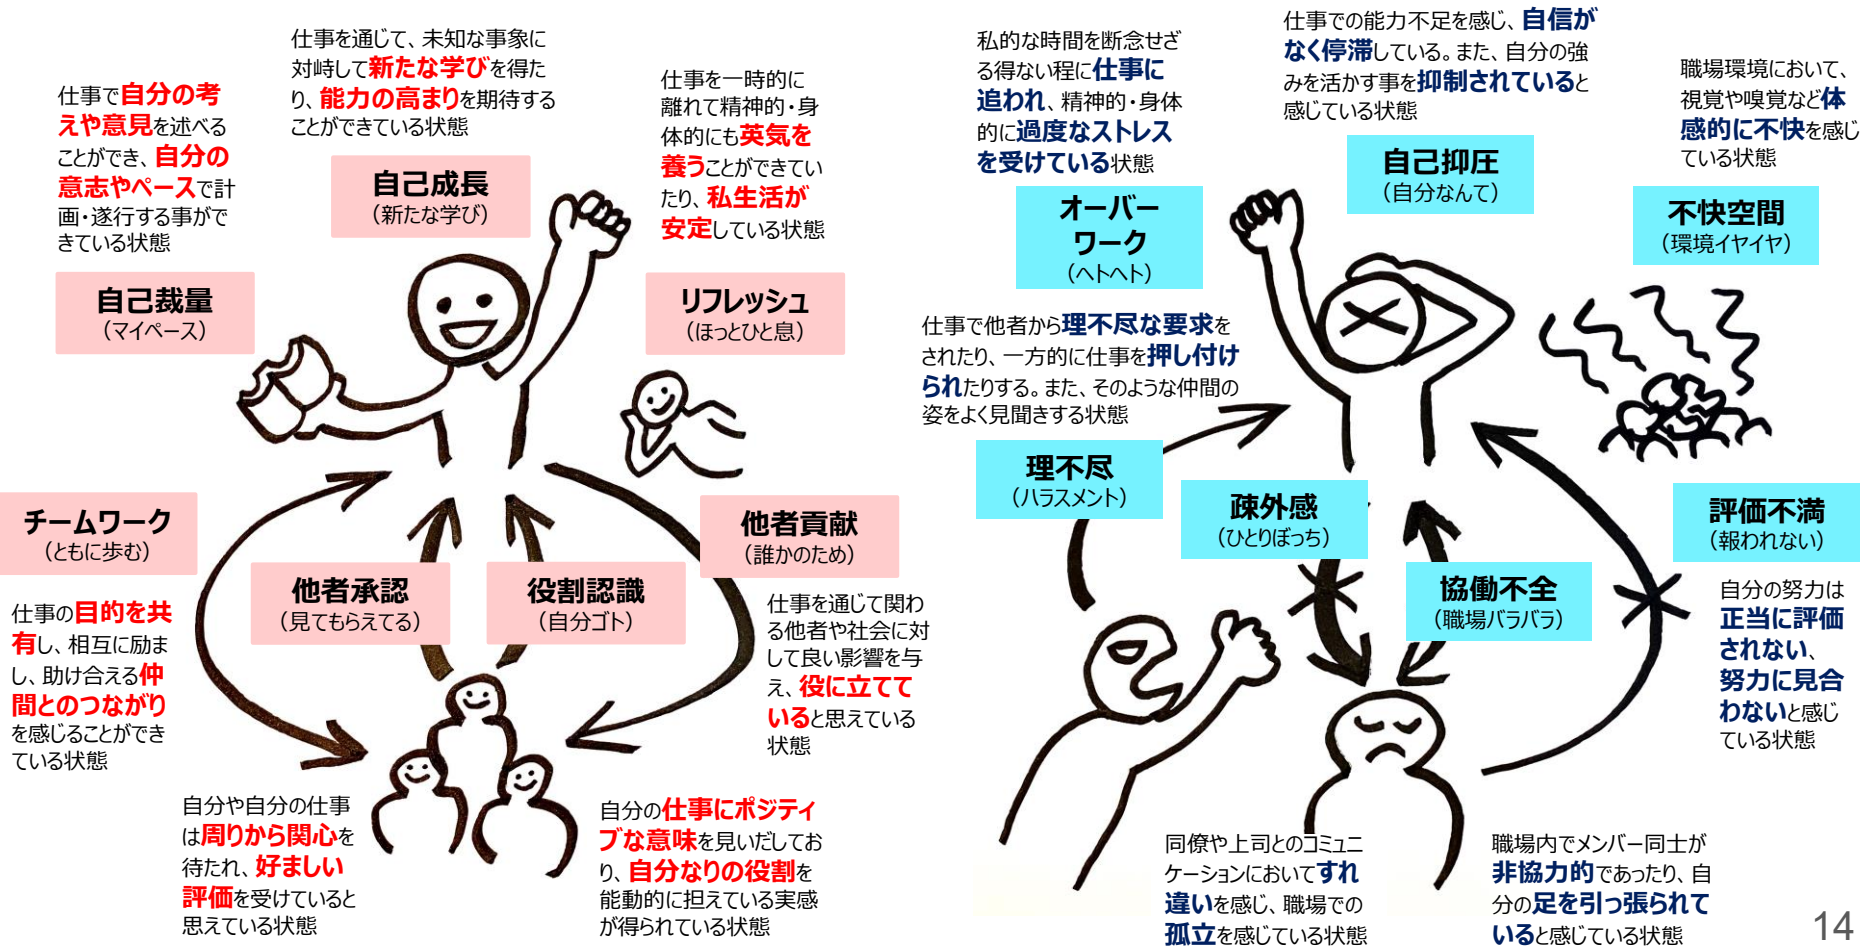 仕事を通じて、未知な事象に
対峙して新たな学びを得た
り、能力の高まりを期待する
ことができている状態
自己成長
（新たな学び）
仕事で自分の考
えや意見を述べる
ことができ、自分の
意志やペースで計
画・遂行する事がで
きている状態
自己裁量
（マイペース）
仕事を一時的に
離れて精神的・身
体的にも英気を
養うことができてい
たり、私生活が
安定している状態
リフレッシュ
（ほっとひと息）
チームワーク
（ともに歩む）
仕事の目的を共
有し、相互に励ま
し、助け合える仲
間とのつながり
を感じることができ
ている状態
他者承認
（見てもらえてる）
自分や自分の仕事
は周りから関心を
待たれ、好ましい
評価を受けていると
思えている状態
役割認識
（自分ゴト）
自分の仕事にポジティ
ブな意味を見いだしてお
り、自分なりの役割を
能動的に担えている実感
が得られている状態
他者貢献
（誰かのため）
仕事を通じて関わ
る他者や社会に対
して良い影響を与
え、役に立てて
いると思えている
状態
私的な時間を断念せざ
る得ない程に仕事に
追われ、精神的・身体
的に過度なストレス
を受けている状態
オーバー
ワーク
（ヘトヘト）
仕事での能力不足を感じ、自信が
なく停滞している。また、自分の強
みを活かす事を抑制されていると
感じている状態
自己抑圧
（自分なんて）
職場環境において、
視覚や嗅覚など体
感的に不快を感じ
ている状態
不快空間
（環境イヤイヤ）
仕事で他者から理不尽な要求を
されたり、一方的に仕事を押し付け
られたりする。また、そのような仲間の
姿をよく見聞きする状態
理不尽
（ハラスメント）
疎外感
（ひとりぼっち）
同僚や上司とのコミュニ
ケーションにおいてすれ
違いを感じ、職場での
孤立を感じている状態
協働不全
（職場バラバラ）
職場内でメンバー同士が
非協力的であったり、自
分の足を引っ張られて
いると感じている状態
評価不満
（報われない）
自分の努力は
正当に評価
されない、
努力に見合
わないと感じ
ている状態
14